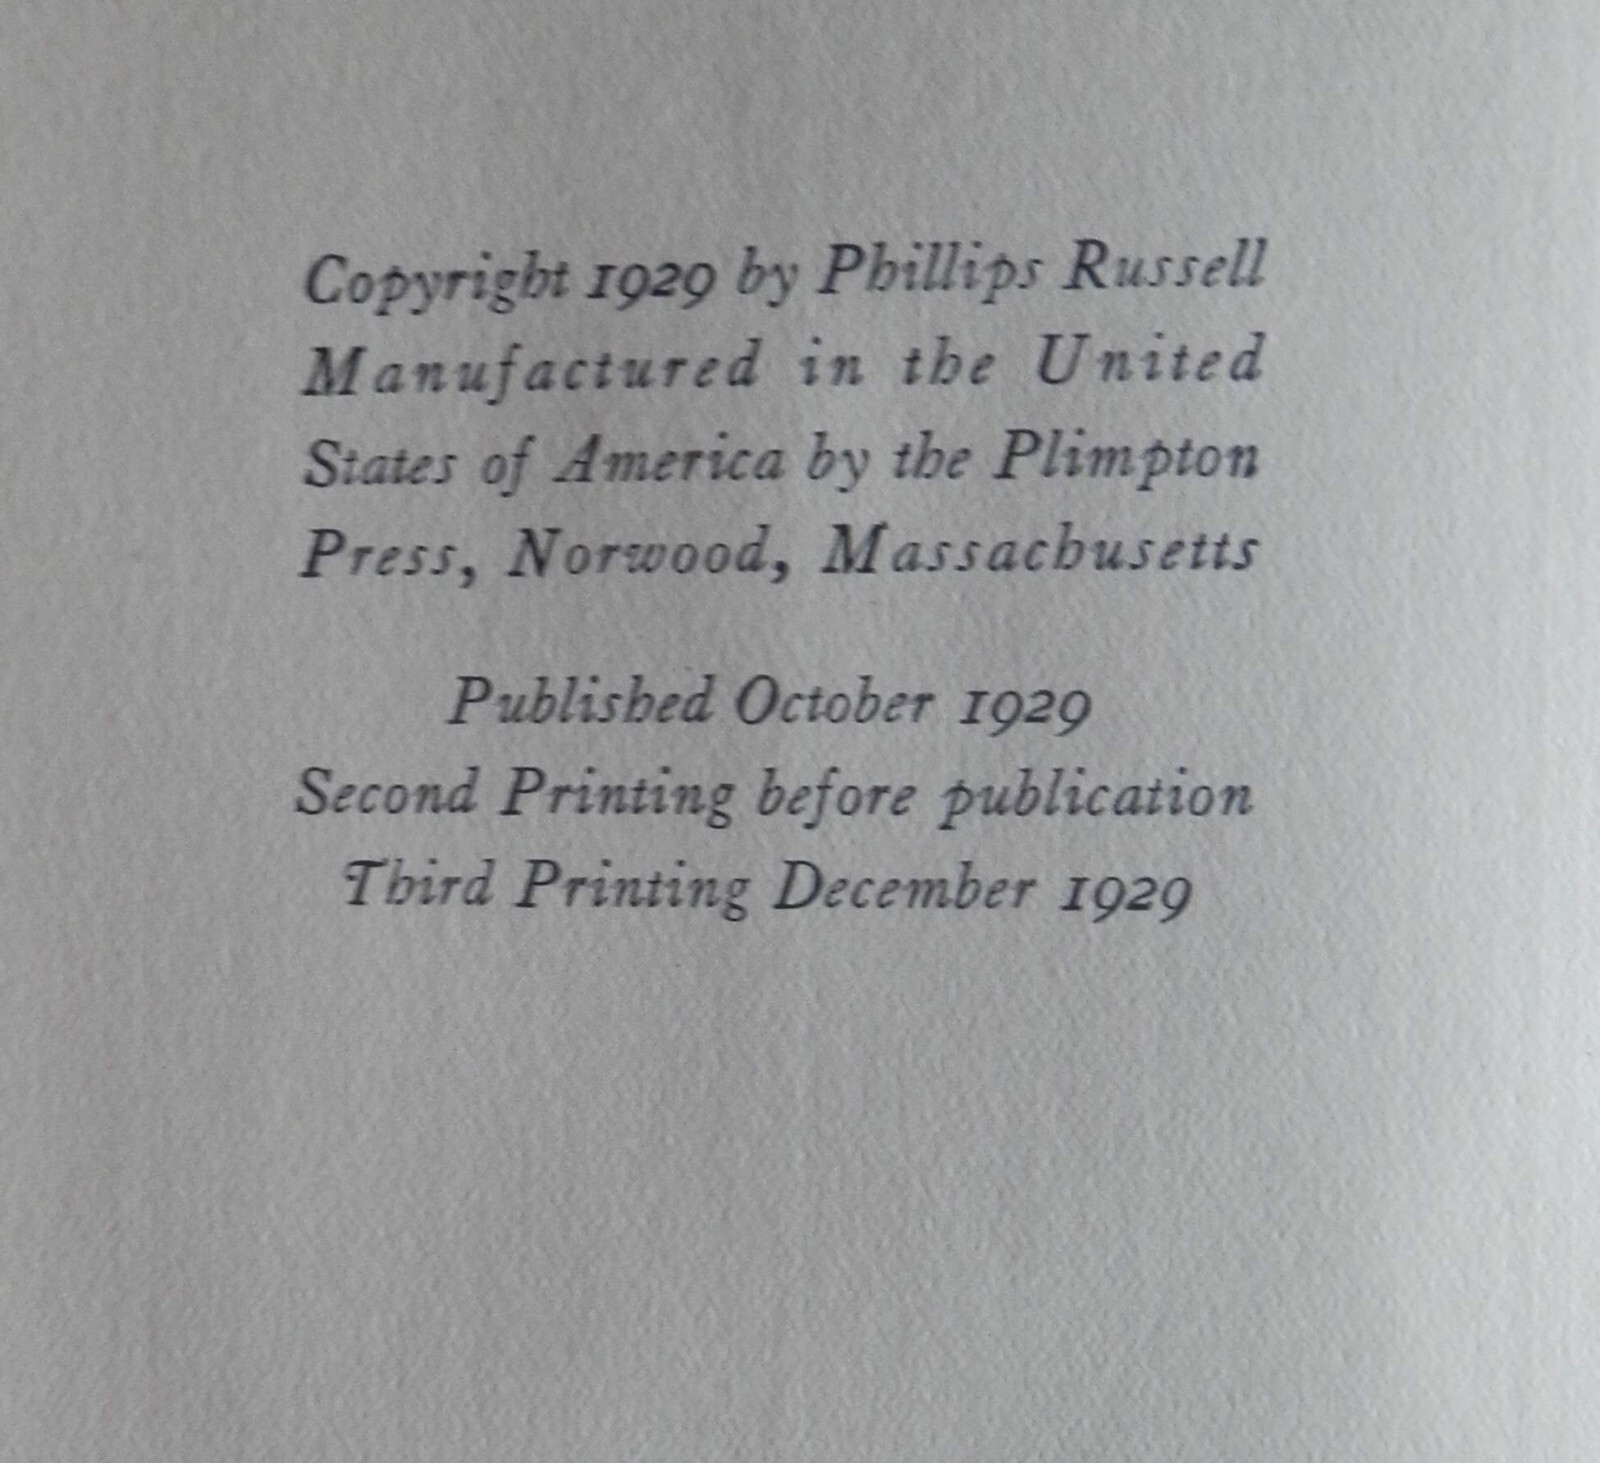 Copyright 1929 by Phillips Russell
Manufactured in the United
States of America by the Plimpton
Press, Norwood, Massachusetts
Published October 1929
Second Printing before publication
Third Printing December 1929